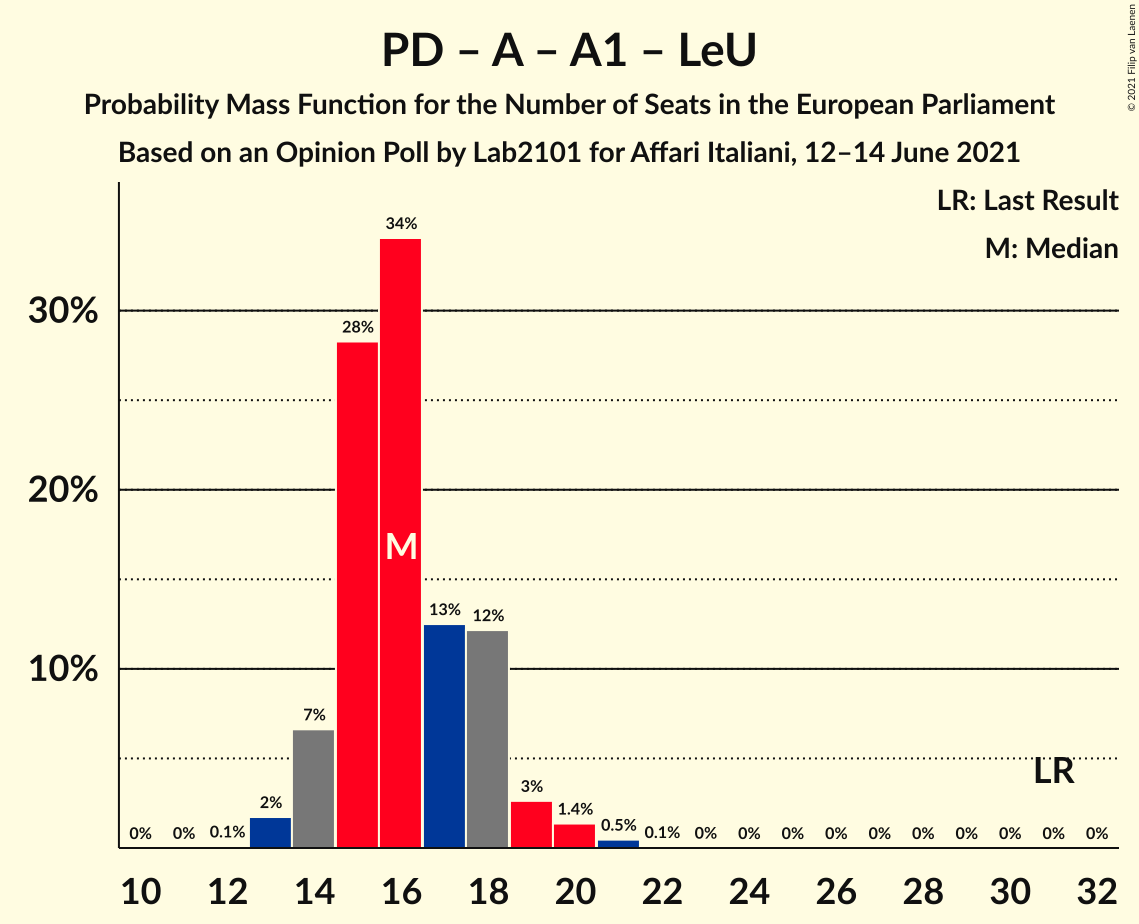 PD – A – A1 – LeU
Probability Mass Function for the Number of Seats in the European Parliament
Based on an Opinion Poll by Lab2101 for Affari Italiani, 12–14 June 2021
© 2021 Filip van Laenen
LR: Last Result
M: Median
30%
20%
10%
0% 0% 0.1% 2% 7% 28% 34% 13% 12% 3% 1.4% 0.5% 0.1% 0% 0% 0% 0% 0% 0% 0% 0% 0% 0%
M
LR
10 12 14 16 18 20 22 24 26 28 30 32